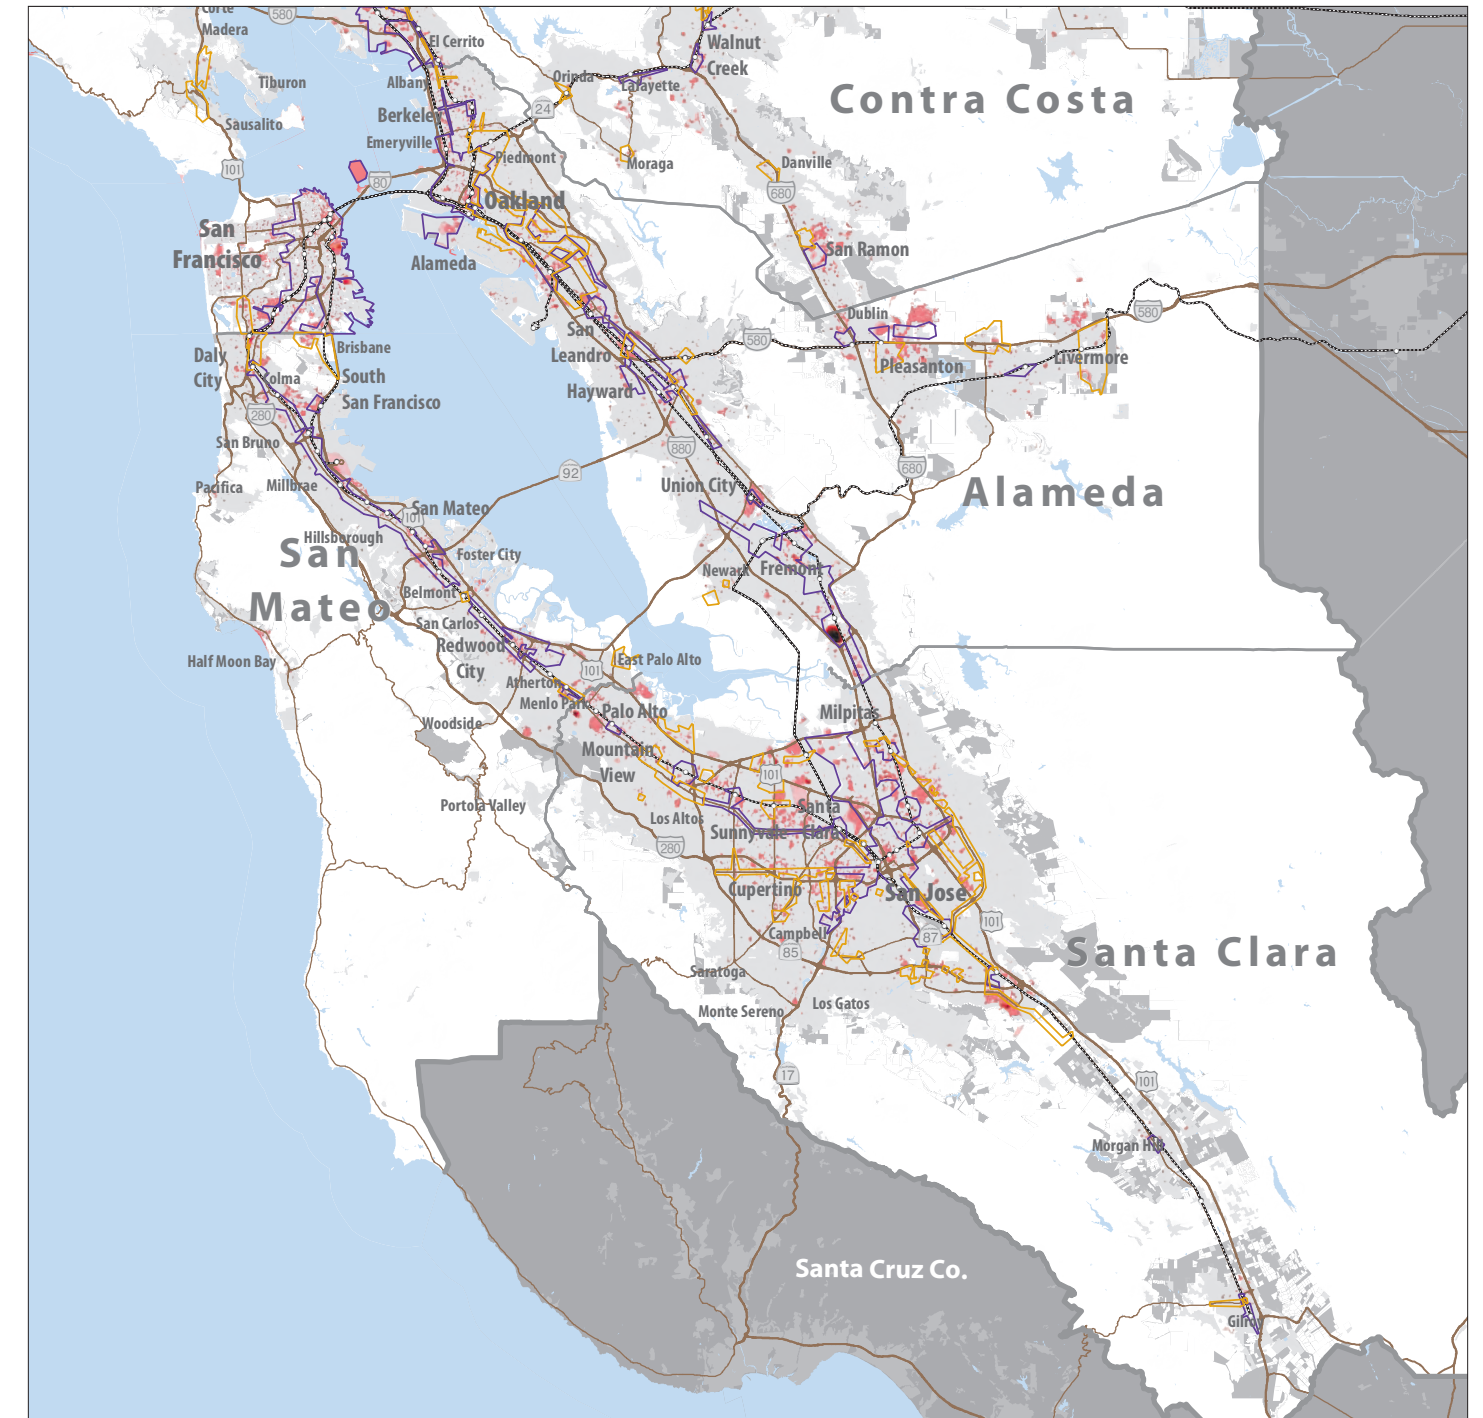 Corte
Madera
580
El Cerrito
Walnut
Creek
Tiburon
Albany
Orinda
Lafayette
Contra Costa
Sausalito
Berkeley
24
Emeryville
Piedmont
Moraga
Danville
101
80
680
Oakland
San
Francisco
Alameda
San Ramon
Dublin
580
San
Leandro
580
Daly
City
Brisbane
Pleasanton
Livermore
Colma
South
San Francisco
Hayward
280
San Bruno
880
680
92
Pacifica
Millbrae
Union City
Alameda
San Mateo
101
Hillsborough
San
Mateo
Foster City
Newark
Fremont
Belmont
San Carlos
Redwood
City
Half Moon Bay
East Palo Alto
101
Atherton
Menlo Park
Palo Alto
Milpitas
Woodside
Mountain
View
101
Portola Valley
Los Altos
Santa
Clara
Sunnyvale
280
Cupertino
San Jose
101
Campbell
87
85
Santa Clara
Saratoga
Monte Sereno
Los Gatos
17
101
Morgan Hill
Santa Cruz Co.
Gilroy